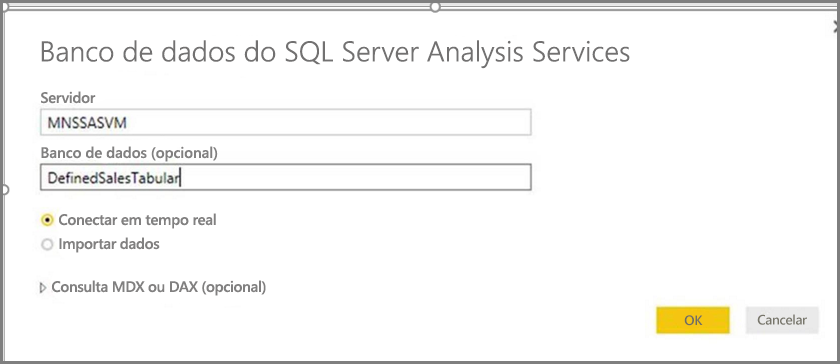 Banco de dados do SQL Server Analysis Services
Servidor
MNSSASVM
Banco de dados (opcional)
DefinedSalesTabular
Conectar em tempo real
Importar dados
Consulta MDX ou DAX (opcional)
OK
Cancelar